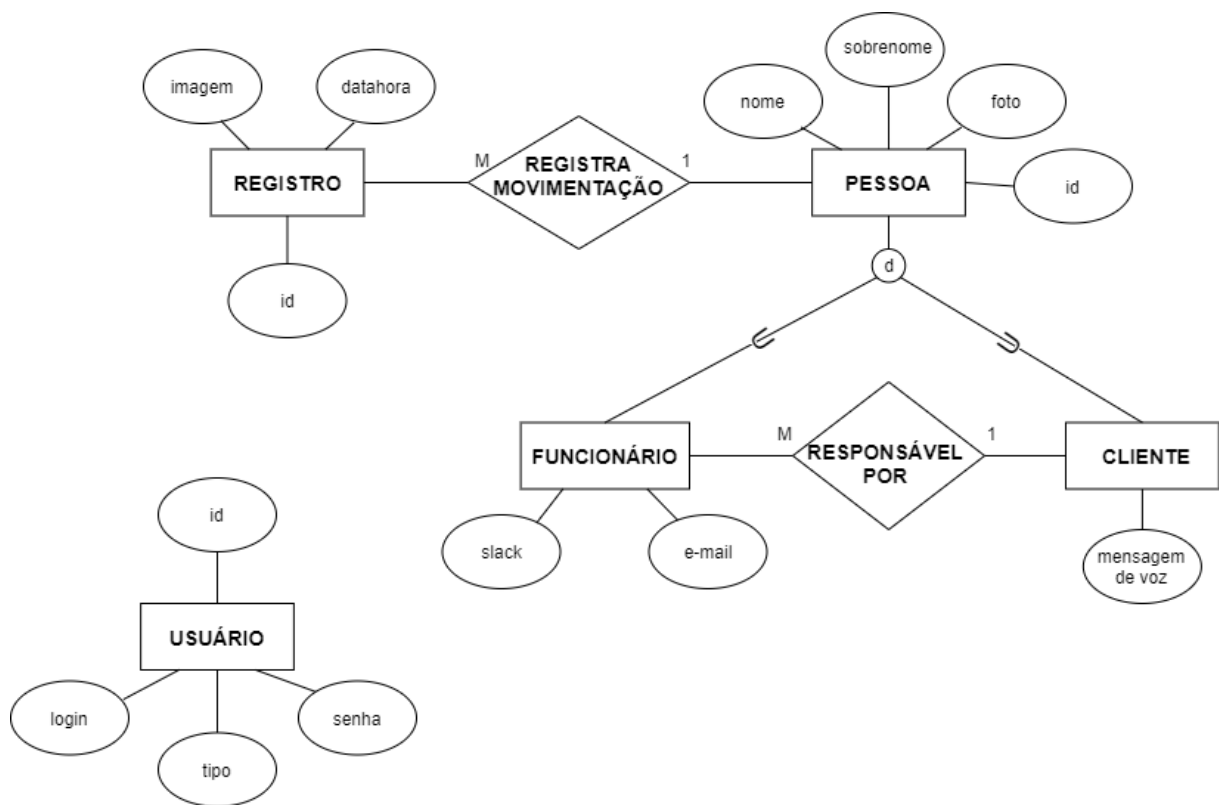 sobrenome
imagem
datahora
nome
foto
REGISTRO
M
REGISTRA
MOVIMENTAÇÃO
1
PESSOA
id
id
d
FUNCIONÁRIO
M
RESPONSÁVEL
POR
1
CLIENTE
slack
e-mail
mensagem
de voz
id
USUÁRIO
login
senha
tipo